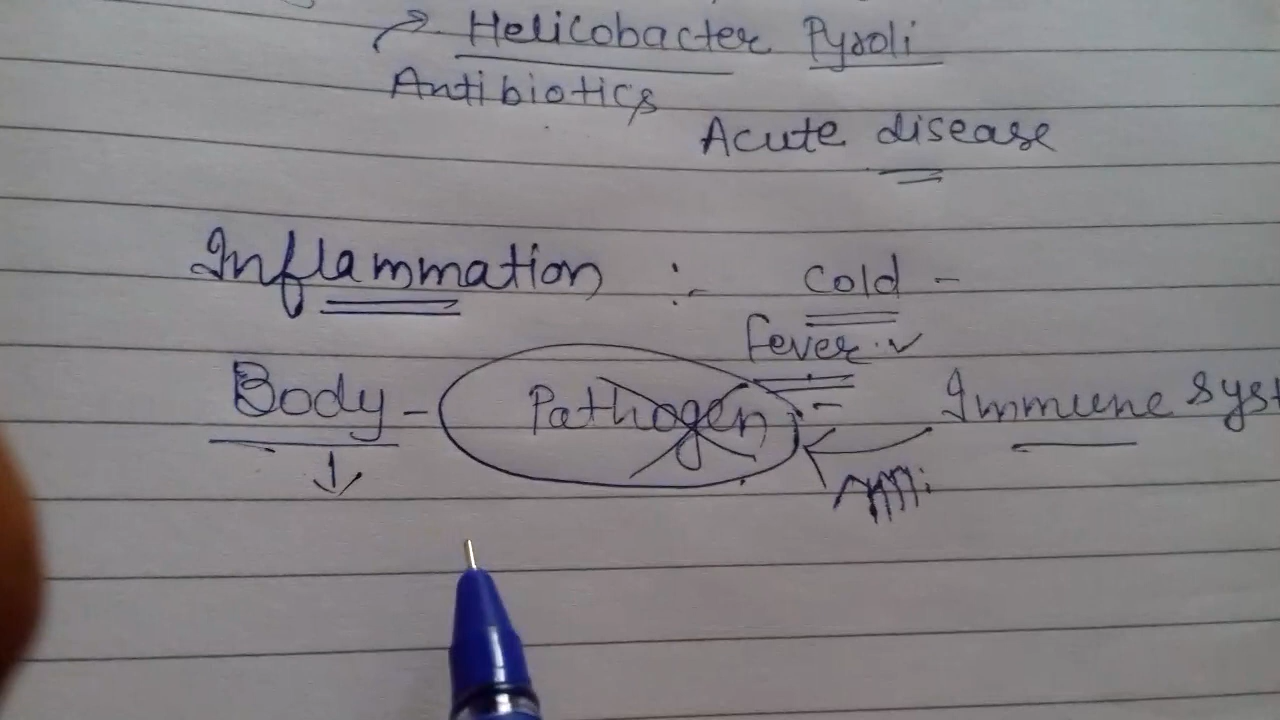 Helicobacter Pyroli
Antibiotics
Acute disease
Inflammation :- Cold -
Fever
Body - Pathogen Immune syst